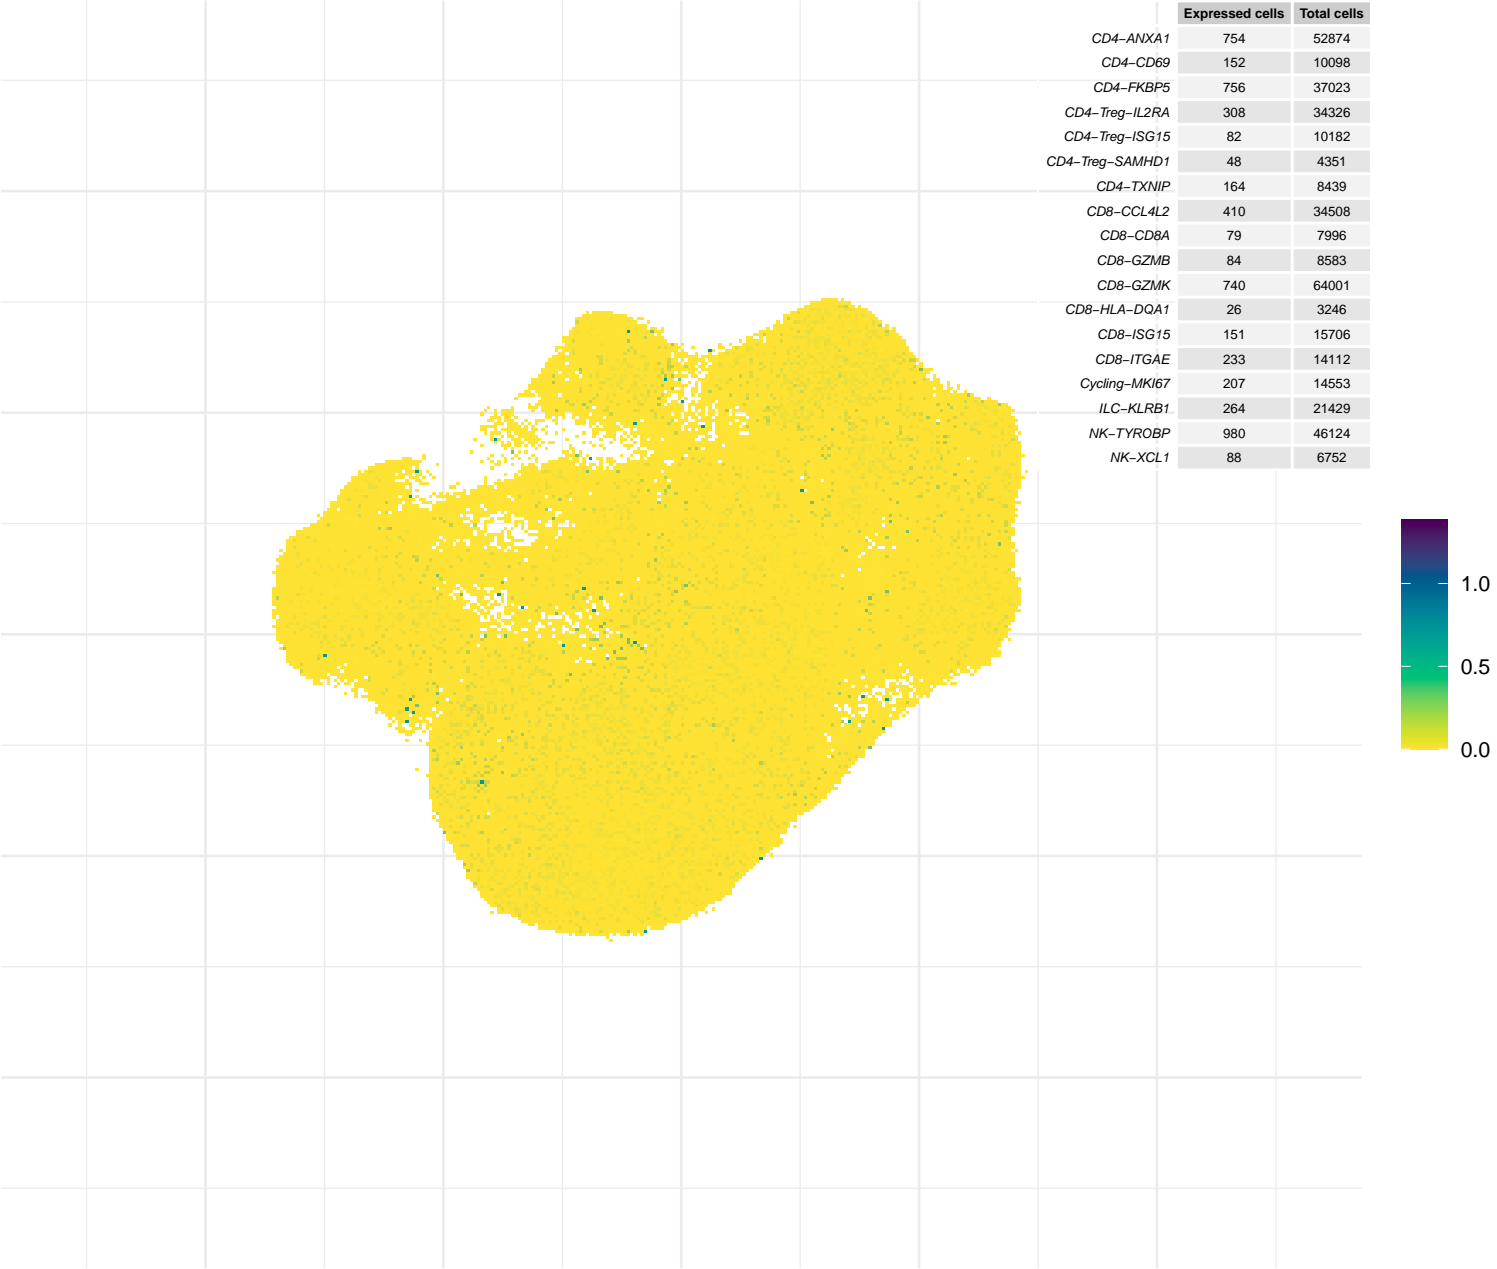 Expressed cells Total cells
CD4−ANXA1 754 52874
CD4−CD69 152 10098
CD4−FKBP5 756 37023
CD4−Treg−IL2RA 308 34326
CD4−Treg−ISG15 82 10182
CD4−Treg−SAMHD1 48 4351
CD4−TXNIP 164 8439
CD8−CCL4L2 410 34508
CD8−CD8A 79 7996
CD8−GZMB 84 8583
CD8−GZMK 740 64001
CD8−HLA−DQA1 26 3246
CD8−ISG15 151 15706
CD8−ITGAE 233 14112
Cycling−MKI67 207 14553
ILC−KLRB1 264 21429
NK−TYROBP 980 46124
NK−XCL1 88 6752
1.0
0.5
0.0